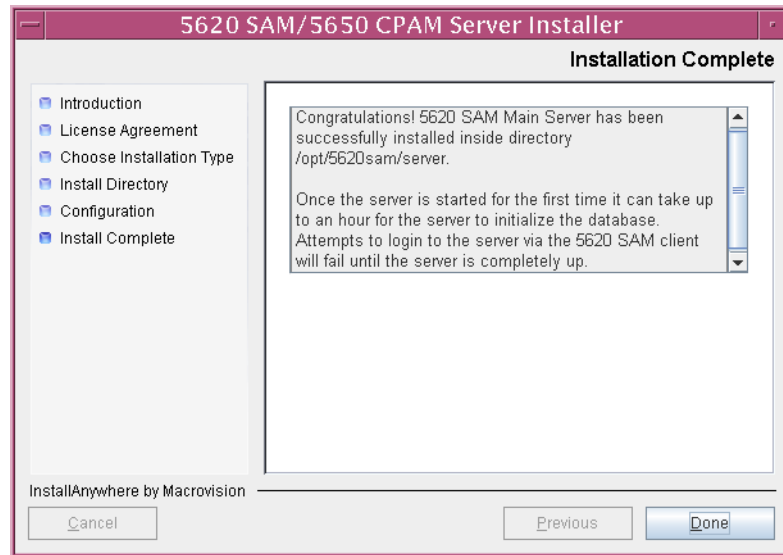 5620 SAM/5650 CPAM Server Installer
Installation Complete
Introduction
License Agreement
Choose Installation Type
Install Directory
Configuration
Install Complete
Congratulations! 5620 SAM Main Server has been
successfully installed inside directory
/opt/5620sam/server.
Once the server is started for the first time it can take up
to an hour for the server to initialize the database.
Attempts to login to the server via the 5620 SAM client
will fail until the server is completely up.
InstallAnywhere by Macrovision
Cancel
Previous
Done